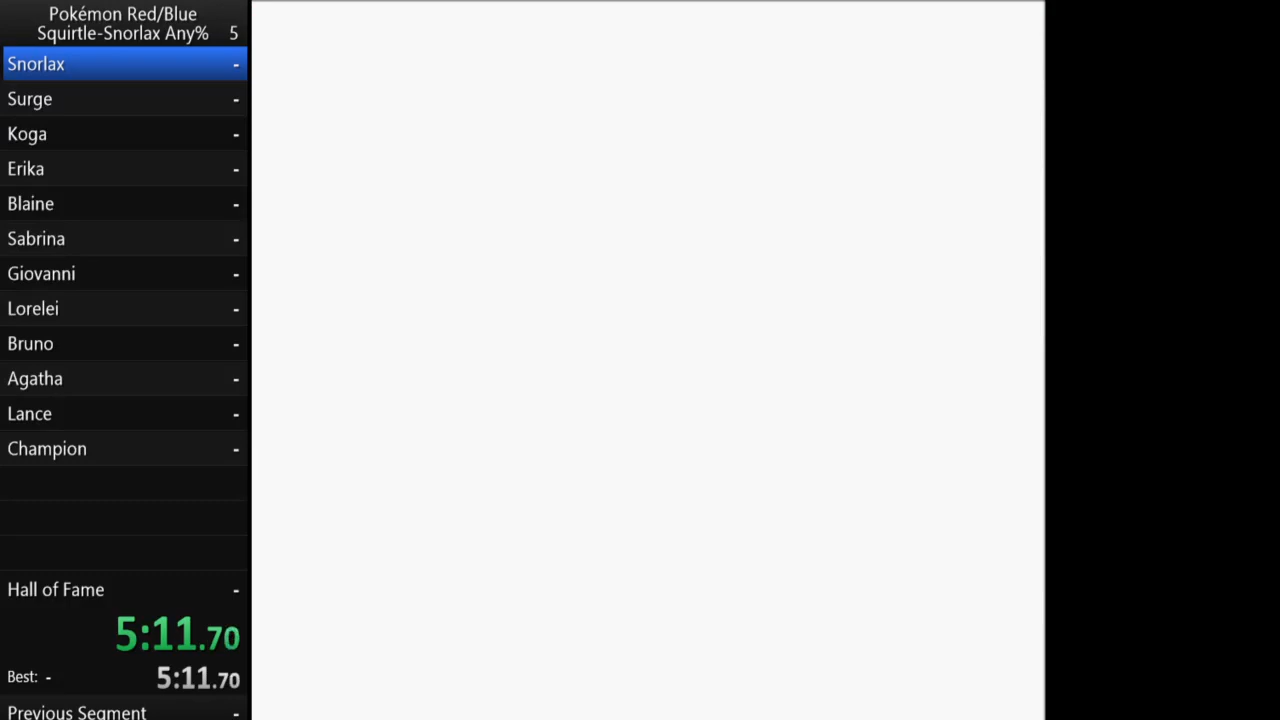 Pokémon Red/Blue
Squirtle-Snorlax Any% 5
Snorlax -
Surge -
Koga -
Erika -
Blaine -
Sabrina -
Giovanni -
Lorelei -
Bruno -
Agatha -
Lance -
Champion -
Hall of Fame -
5:11.70
Best: - 5:11.70
Previous Segment -